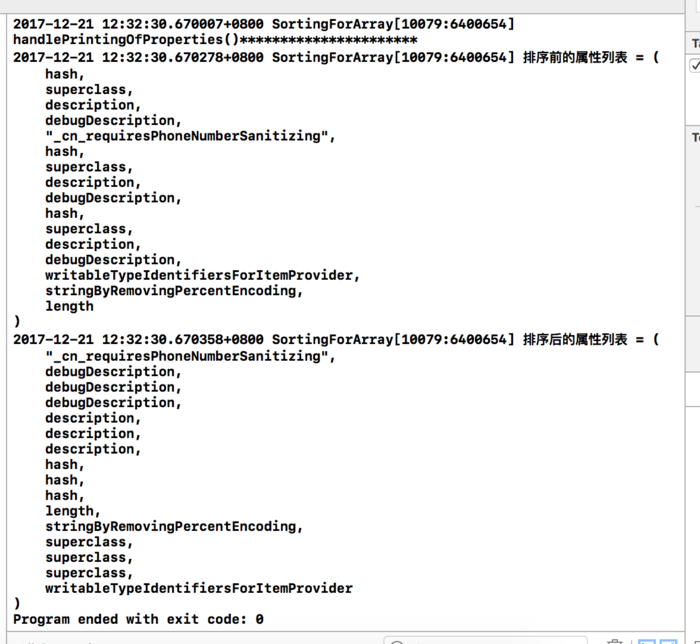 2017-12-21 12:32:30.670007+0800 SortingForArray[10079:6400654]
handlePrintingOfProperties()**********************
2017-12-21 12:32:30.670278+0800 SortingForArray[10079:6400654] 排序前的属性列表 = (
hash,
superclass,
description,
debugDescription,
"_cn_requiresPhoneNumberSanitizing",
hash,
superclass,
description,
debugDescription,
hash,
superclass,
description,
debugDescription,
writableTypeIdentifiersForItemProvider,
stringByRemovingPercentEncoding,
length
)
2017-12-21 12:32:30.670358+0800 SortingForArray[10079:6400654] 排序后的属性列表 = (
"_cn_requiresPhoneNumberSanitizing",
debugDescription,
debugDescription,
debugDescription,
description,
description,
description,
hash,
hash,
hash,
length,
stringByRemovingPercentEncoding,
superclass,
superclass,
superclass,
writableTypeIdentifiersForItemProvider
)
Program ended with exit code: 0